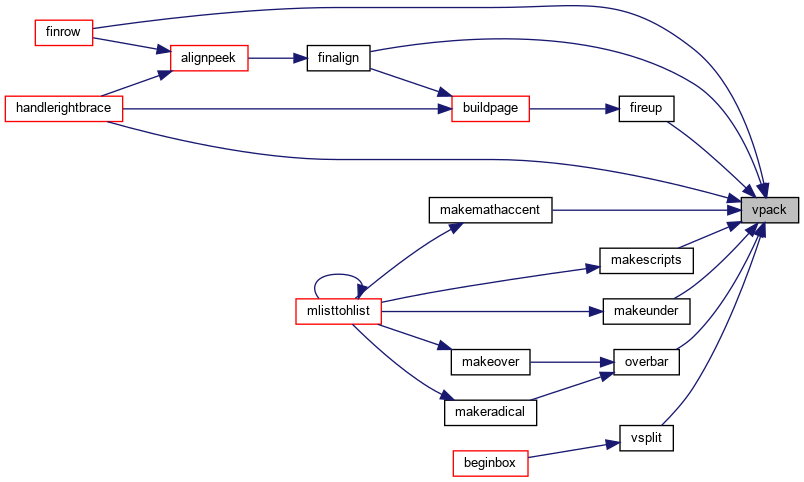 finrow
alignpeek
finalign
handlerightbrace
buildpage
fireup
vpack
makemathaccent
makescripts
mlisttohlist
makeunder
makeover
overbar
makeradical
vsplit
beginbox